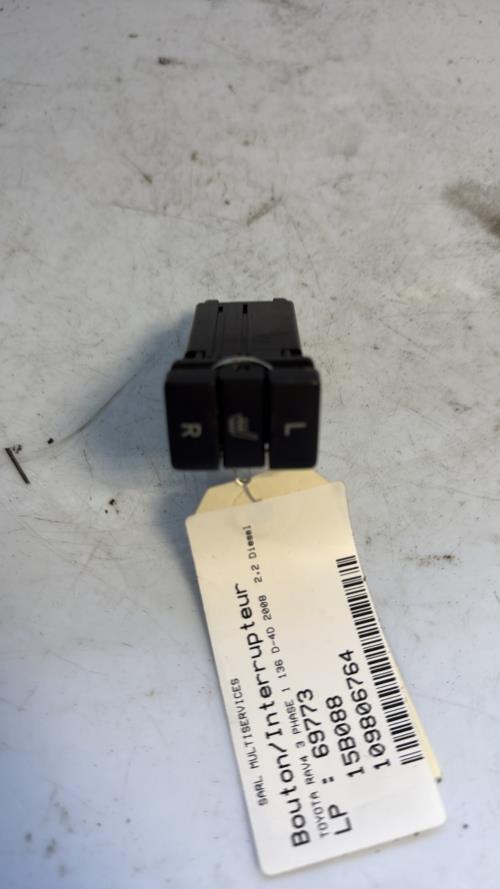 R
L
SARL MULTISERVICES
Bouton/Interrupteur
TOYOTA RAV4 3 PHASE 1 136 D-4D 2008 2.2 Diesel
LP : 69773
15B088
109806764